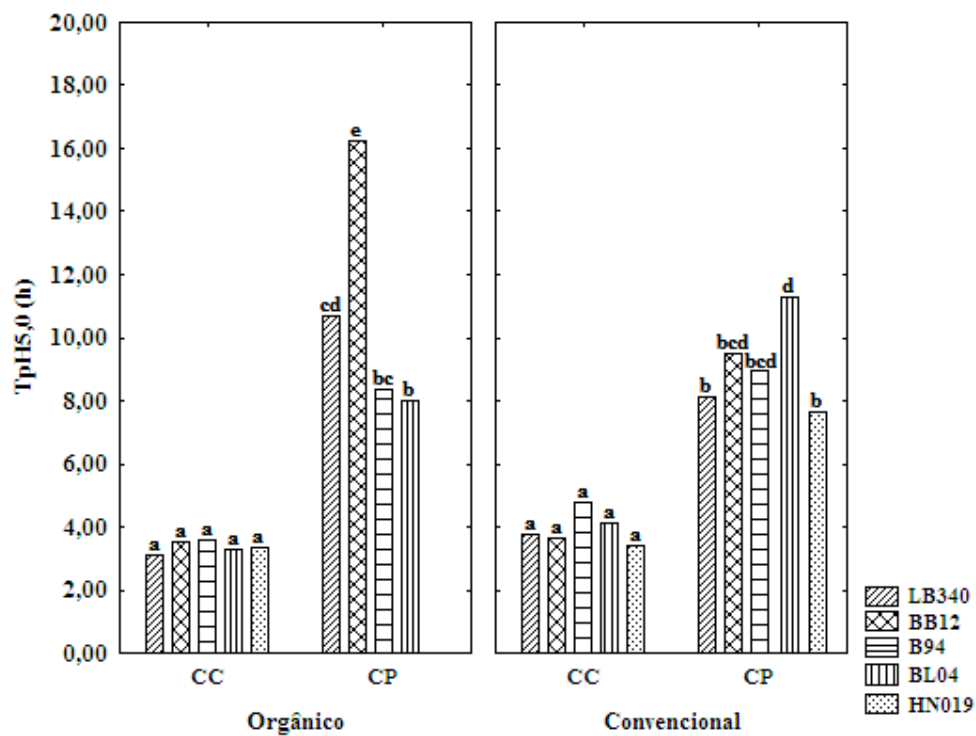 TpH5,0 (h)
20,00
18,00
16,00
14,00
12,00
10,00
8,00
6,00
4,00
2,00
0,00
a a a a a
cd e bc b
a a a a a
b bcd bcd d b
CC CP CC CP
Orgânico Convencional
LB340
BB12
B94
BL04
HN019